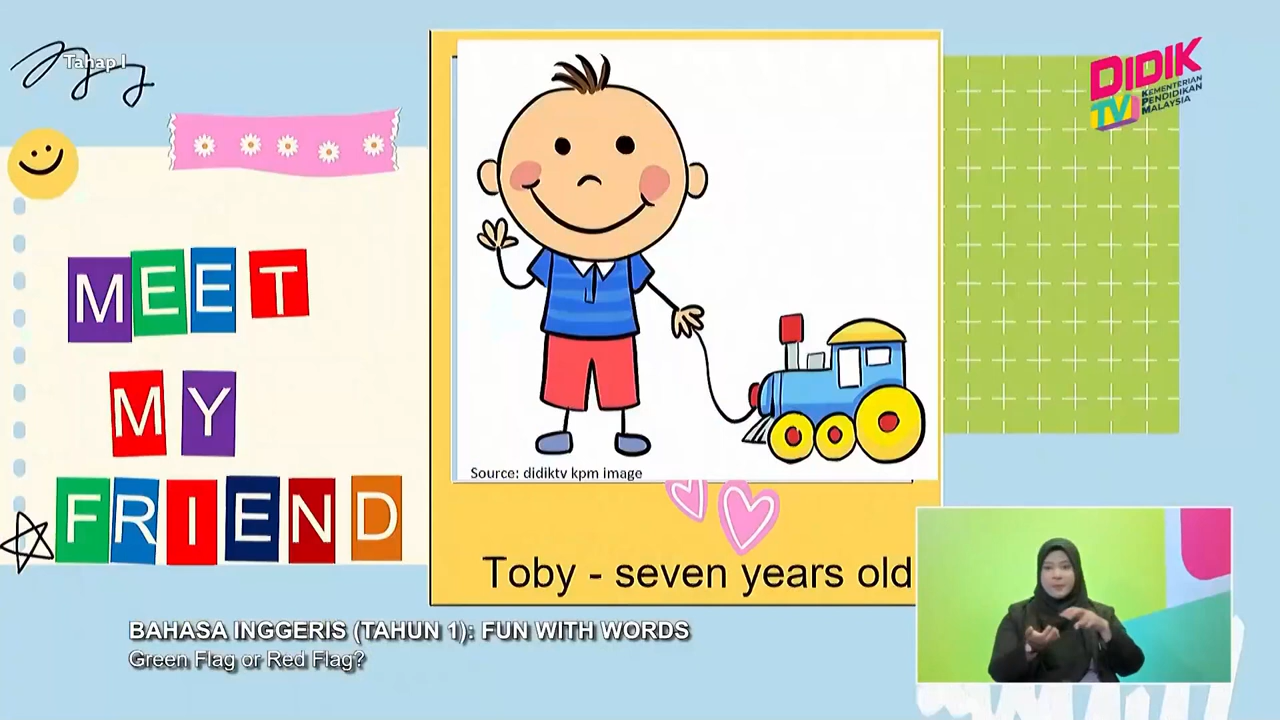 Tahap I
DIDIK
TV
KEMENTERIAN
PENDIDIKAN
MALAYSIA
MEET
MY
FRIEND
Source: didiktv kpm image
Toby - seven years old
BAHASA INGGERIS (TAHUN 1): FUN WITH WORDS
Green Flag or Red Flag?